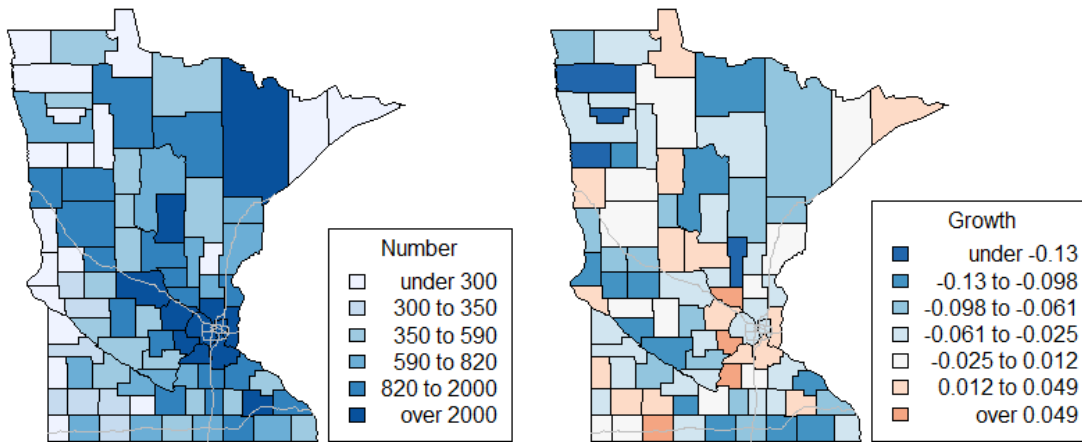 Number
under 300
300 to 350
350 to 590
590 to 820
820 to 2000
over 2000
Growth
under -0.13
-0.13 to -0.098
-0.098 to -0.061
-0.061 to -0.025
-0.025 to 0.012
0.012 to 0.049
over 0.049